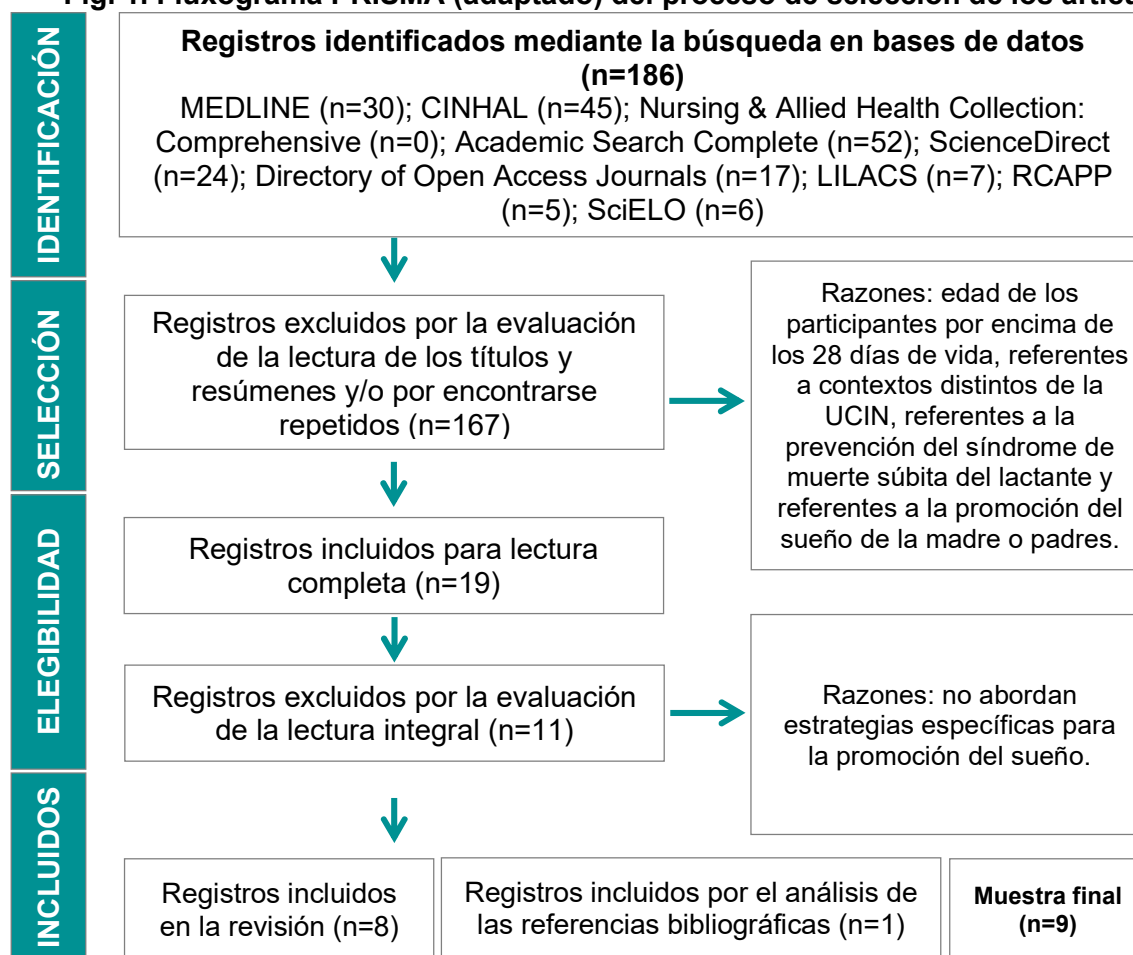 IDENTIFICACIÓN
Registros identificados mediante la búsqueda en bases de datos
(n=186)
MEDLINE (n=30); CINHAL (n=45); Nursing & Allied Health Collection:
Comprehensive (n=0); Academic Search Complete (n=52); ScienceDirect
(n=24); Directory of Open Access Journals (n=17); LILACS (n=7); RCAPP
(n=5); SciELO (n=6)
SELECCIÓN
Registros excluidos por la evaluación
de la lectura de los títulos y
resúmenes y/o por encontrarse
repetidos (n=167)
Razones: edad de los
participantes por encima de
los 28 días de vida, referentes
a contextos distintos de la
UCIN, referentes a la
prevención del síndrome de
muerte súbita del lactante y
referentes a la promoción del
sueño de la madre o padres.
ELEGIBILIDAD
Registros incluidos para lectura
completa (n=19)
Registros excluidos por la evaluación
de la lectura integral (n=11)
Razones: no abordan
estrategias específicas para
la promoción del sueño.
INCLUIDOS
Registros incluidos
en la revisión (n=8)
Registros incluidos por el análisis de
las referencias bibliográficas (n=1)
Muestra final
(n=9)